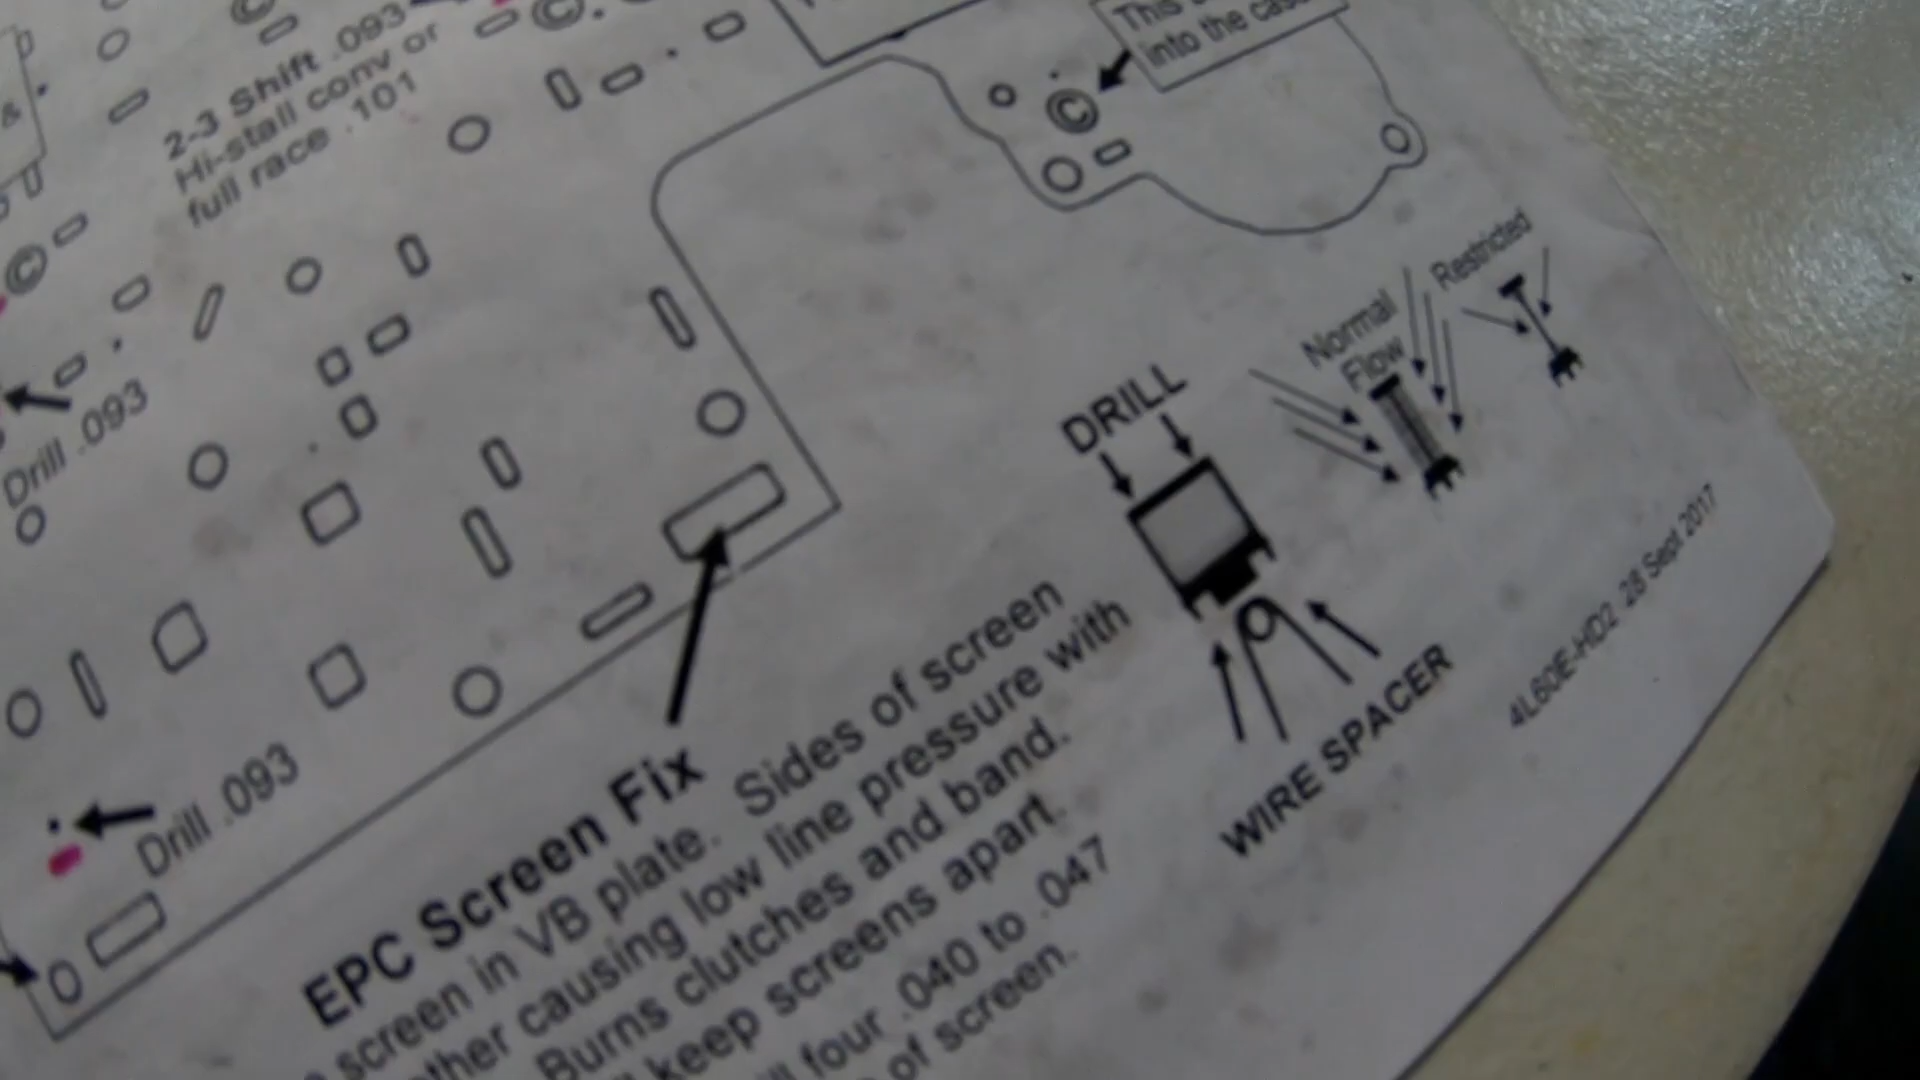 2-3 Shift .093
Hi-stall conv or
full race .101
This
into the case
&
Drill .093
Drill .093
Normal
Flow
Restricted
DRILL
WIRE SPACER
4L60E-HD2 28 Sept 2017
EPC Screen Fix
screen in VB plate. Sides of screen
causing low line pressure with
Burns clutches and band.
keep screens apart.
four .040 to .047
of screen.